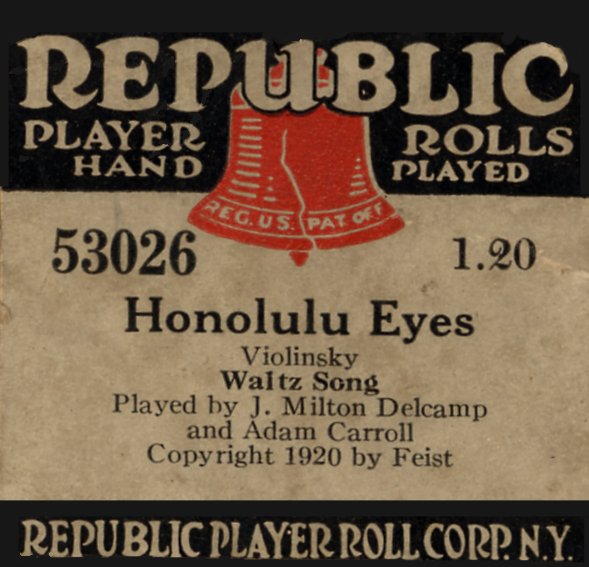 REPUBLIC
PLAYER ROLLS
HAND PLAYED
REG. U.S. PAT OFF
53026 1.20
Honolulu Eyes
Violinsky
Waltz Song
Played by J. Milton Delcamp
and Adam Carroll
Copyright 1920 by Feist
REPUBLIC PLAYER ROLL CORP. N.Y.